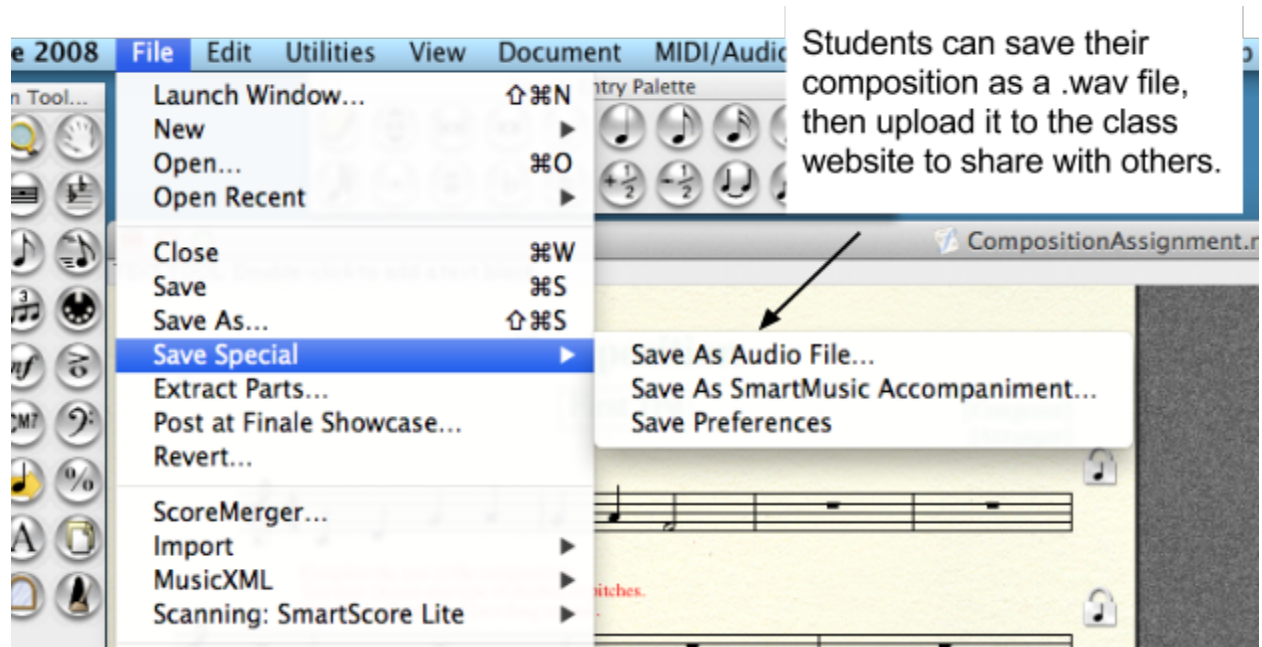 e 2008 File Edit Utilities View Document MIDI/Audio
Students can save their
composition as a .wav file,
then upload it to the class
website to share with others.
n Tool...
ntry Palette
Launch Window... ⇧⌘N
New ▶
Open... ⌘O
Open Recent ▶
Close ⌘W
Save ⌘S
Save As... ⇧⌘S
Save Special ▶
Extract Parts...
Post at Finale Showcase...
Revert...
ScoreMerger...
Import ▶
MusicXML ▶
Scanning: SmartScore Lite ▶
Save As Audio File...
Save As SmartMusic Accompaniment...
Save Preferences
CompositionAssignment.
pitches.